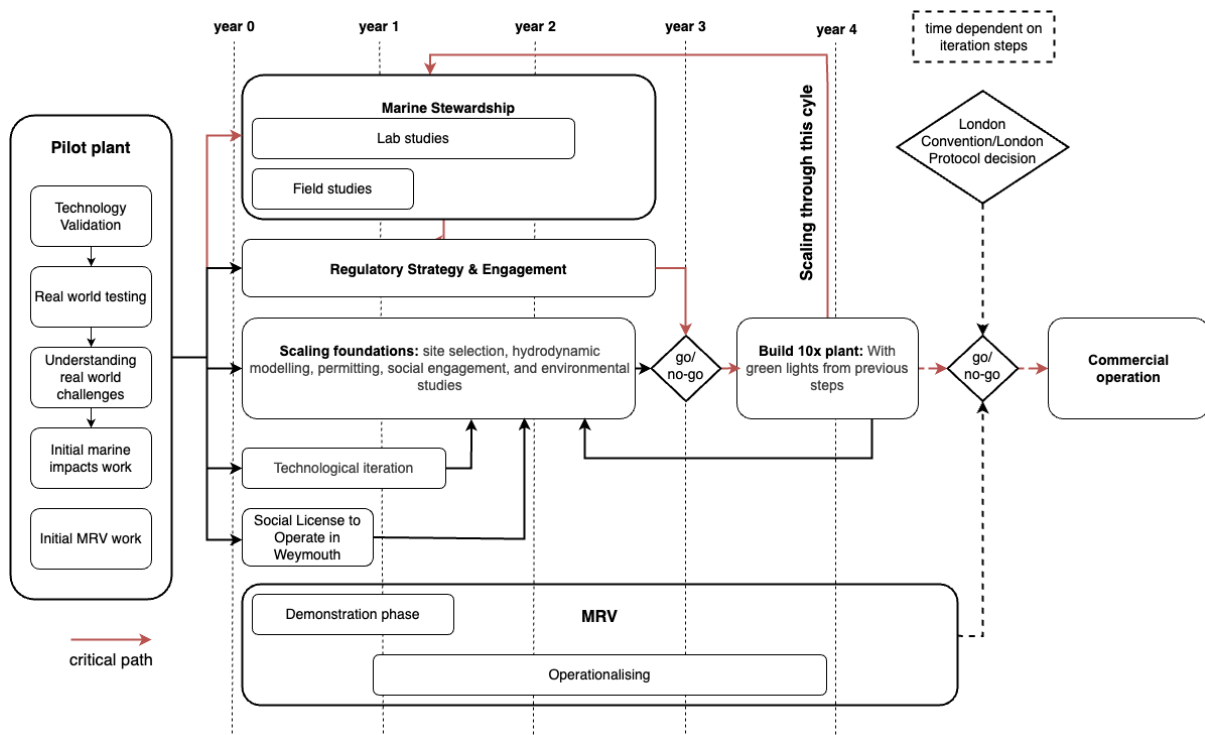 year 0
year 1
year 2
year 3
year 4
time dependent on
iteration steps
Marine Stewardship
Lab studies
Field studies
Scaling through this cyle
London
Convention/London
Protocol decision
Pilot plant
Technology
Validation
Real world testing
Understanding
real world
challenges
Initial marine
impacts work
Initial MRV work
Regulatory Strategy & Engagement
Scaling foundations: site selection, hydrodynamic
modelling, permitting, social engagement, and environmental
studies
go/
no-go
Build 10x plant: With
green lights from previous
steps
go/
no-go
Commercial
operation
Technological iteration
Social License to
Operate in
Weymouth
Demonstration phase
MRV
Operationalising
critical path